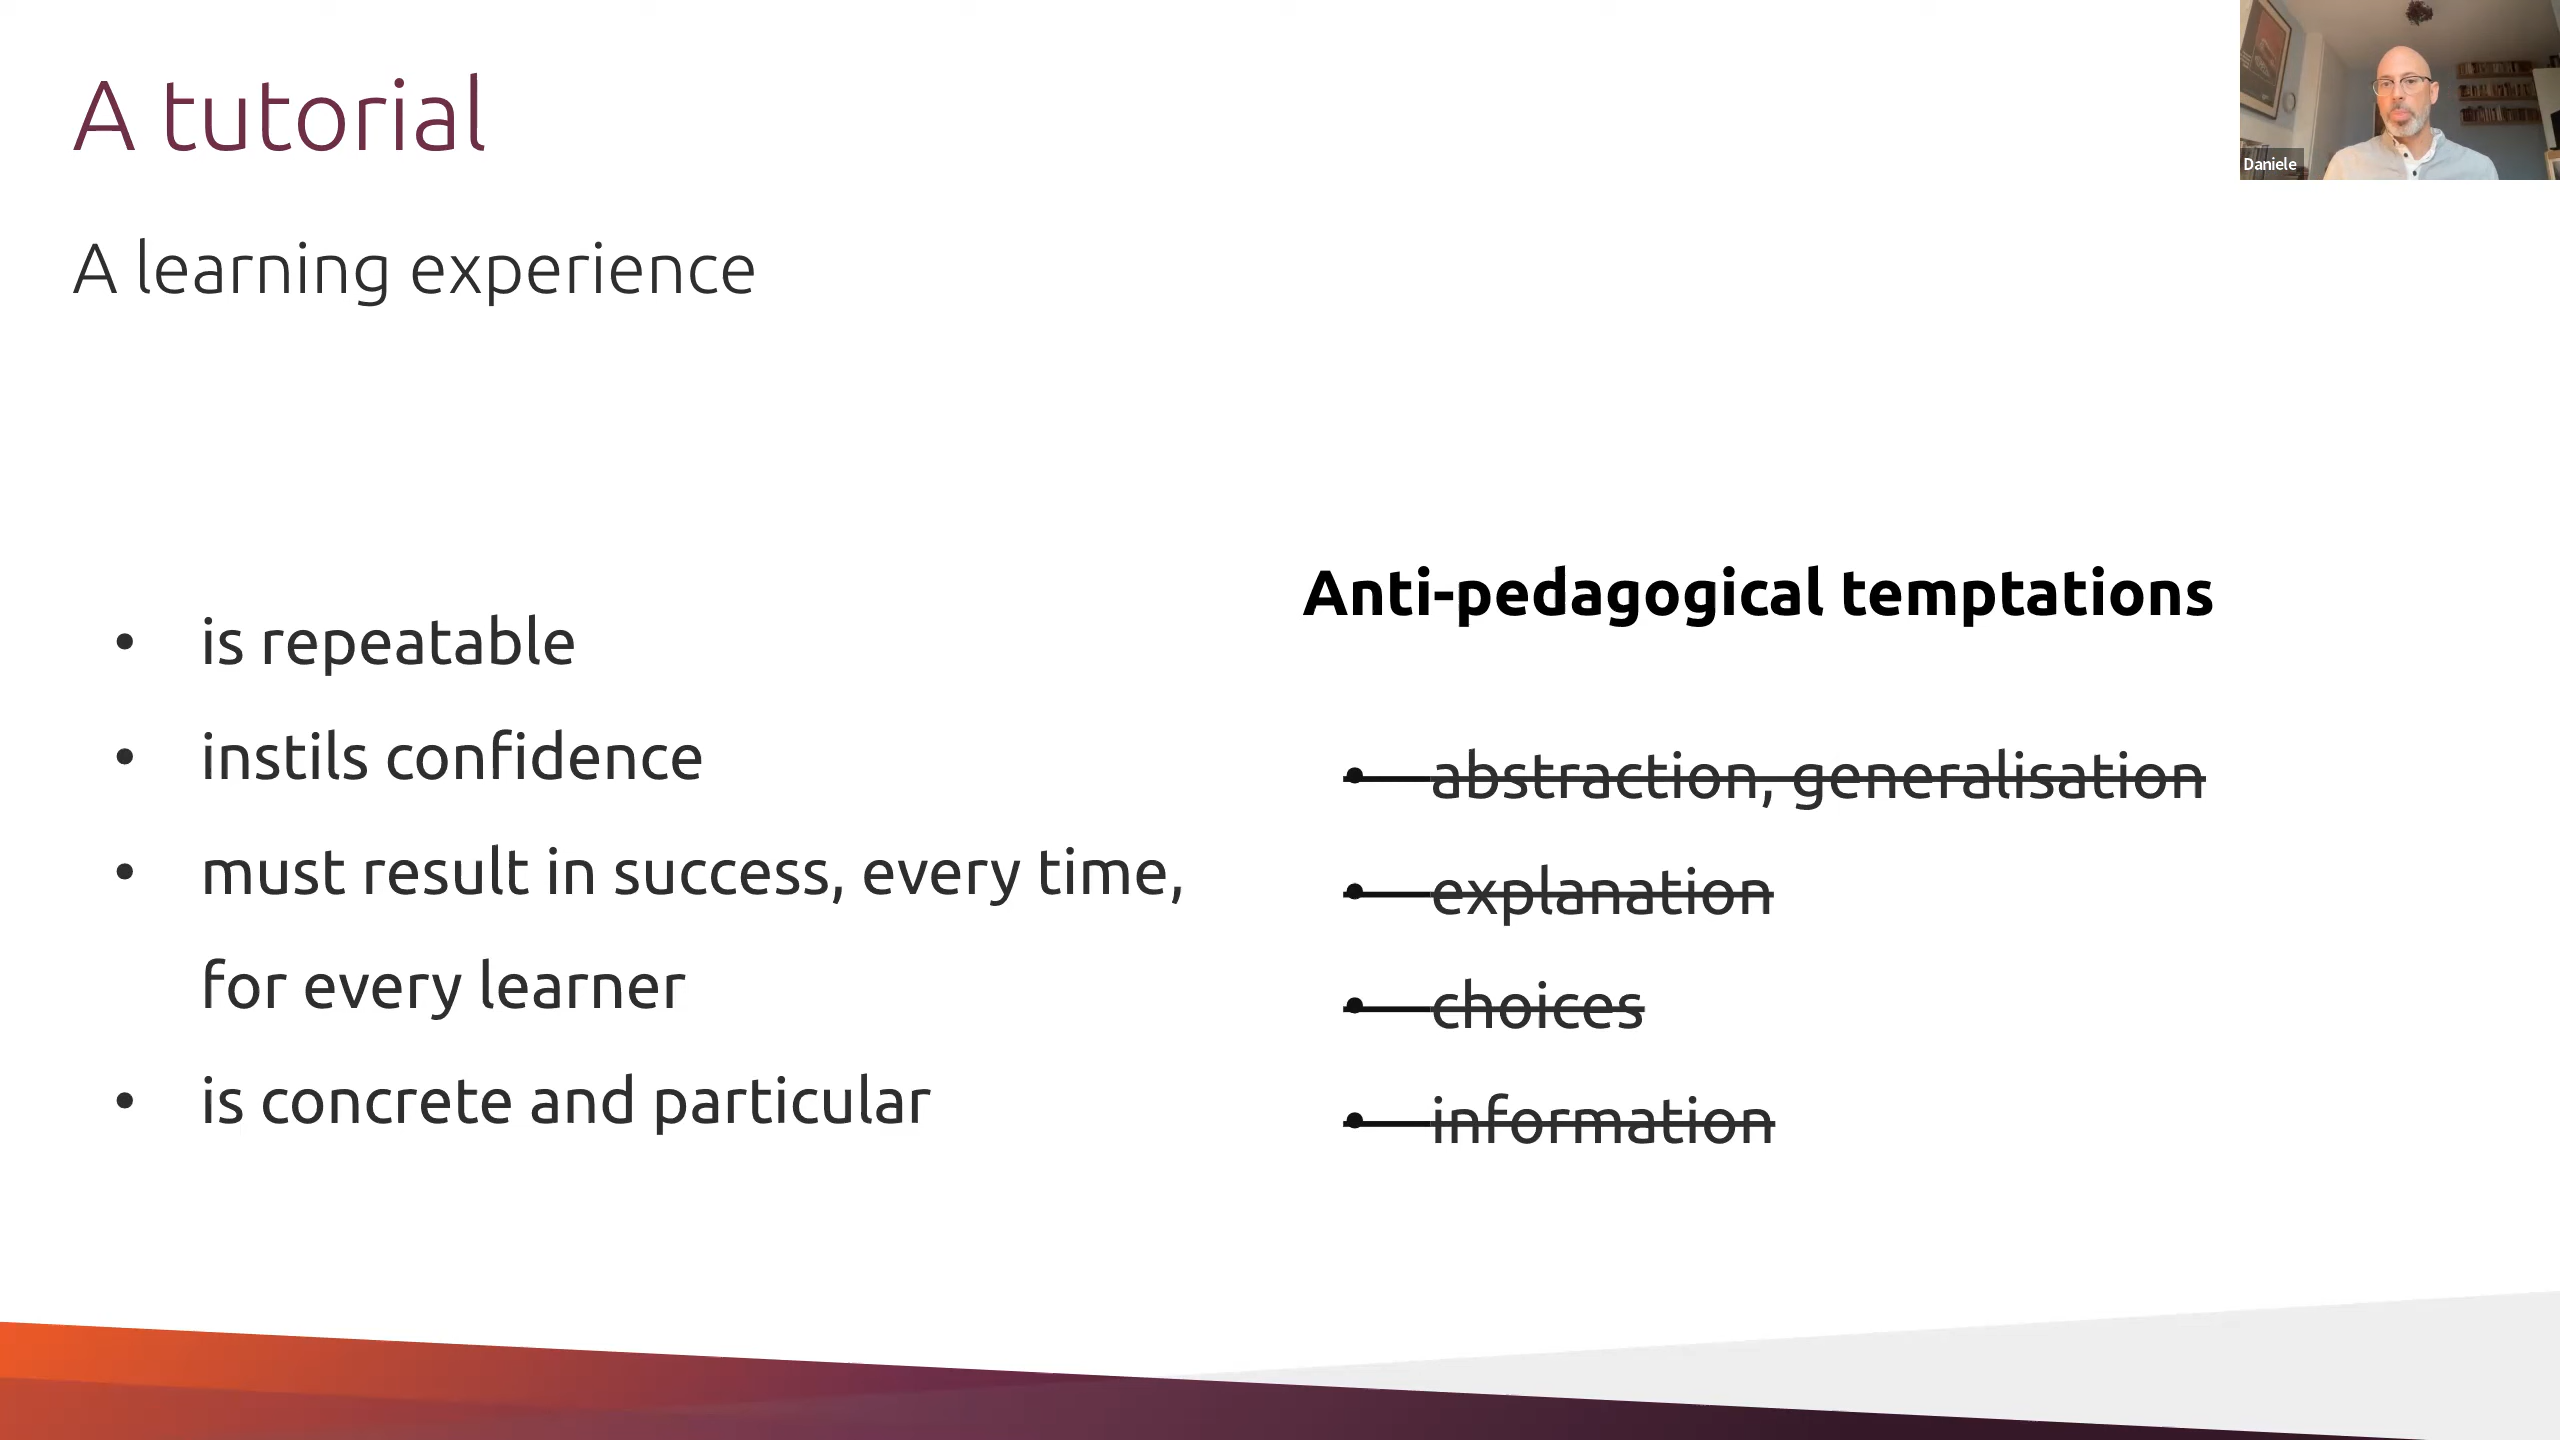 A tutorial
Daniele
A learning experience
• is repeatable
• instils confidence
• must result in success, every time,
for every learner
• is concrete and particular
Anti-pedagogical temptations
• abstraction, generalisation
• explanation
• choices
• information